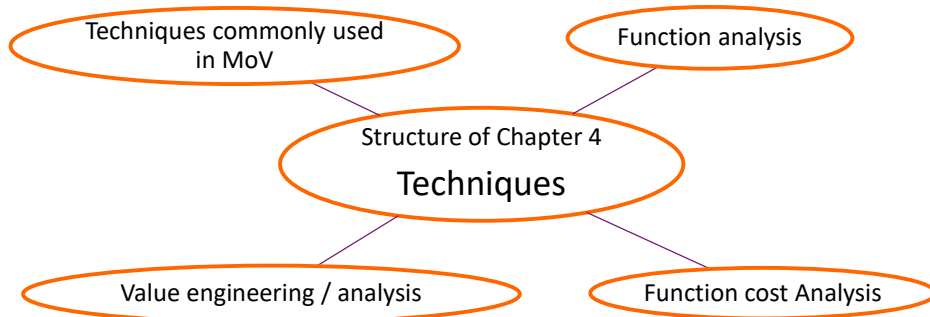 Techniques commonly used
in MoV
Function analysis
Structure of Chapter 4
Techniques
Value engineering / analysis
Function cost Analysis